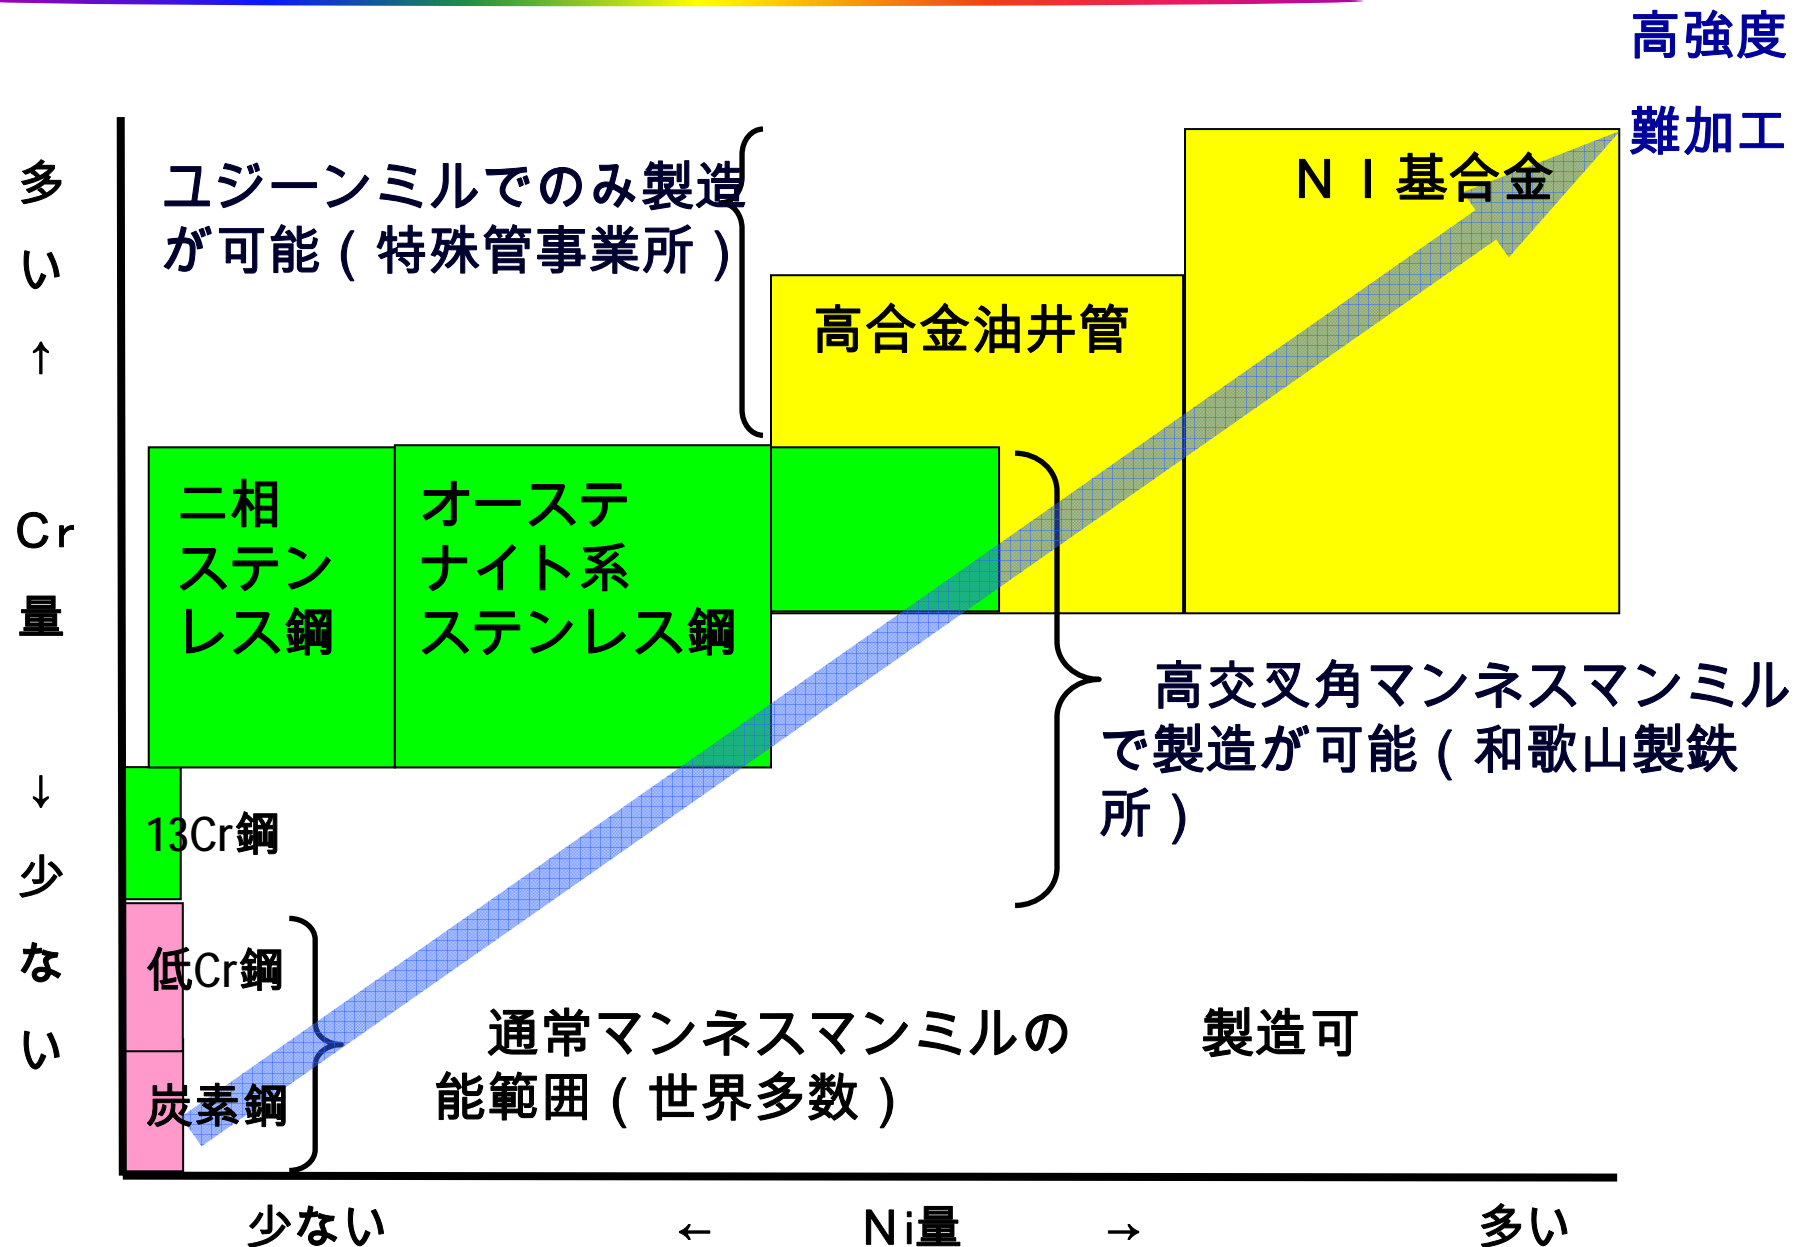 高強度
難加工
ユジーンミルでのみ製造
が可能（特殊管事業所）
ＮＩ基合金
高合金油井管
二相
ステン
レス鋼
オーステ
ナイト系
ステンレス鋼
高交叉角マンネスマンミル
で製造が可能（和歌山製鉄
所）
13Cr鋼
低Cr鋼
炭素鋼
通常マンネスマンミルの 製造可
能範囲（世界多数）
多い↑ Cr量 ↓少ない
少ない ← Ni量 → 多い